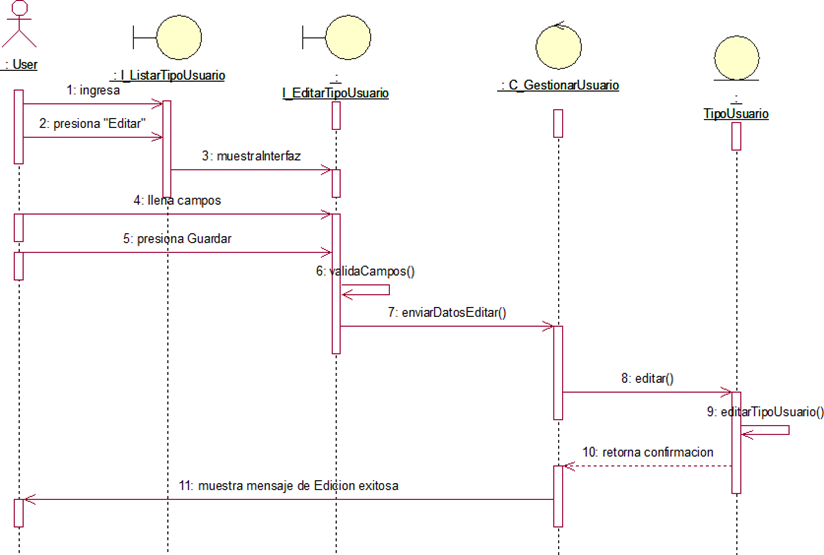 : User
: I_ListarTipoUsuario
:
I_EditarTipoUsuario
: C_GestionarUsuario
:
TipoUsuario
1: ingresa
2: presiona "Editar"
3: muestraInterfaz
4: llena campos
5: presiona Guardar
6: validaCampos()
7: enviarDatosEditar()
8: editar()
9: editarTipoUsuario()
10: retorna confirmacion
11: muestra mensaje de Edicion exitosa